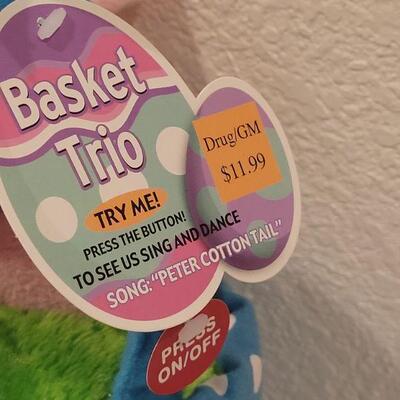 Basket
Trio
TRY ME!
PRESS THE BUTTON!
TO SEE US SING AND DANCE
SONG: "PETER COTTON TAIL"
Drug/GM
$11.99
PRESS
ON/OFF